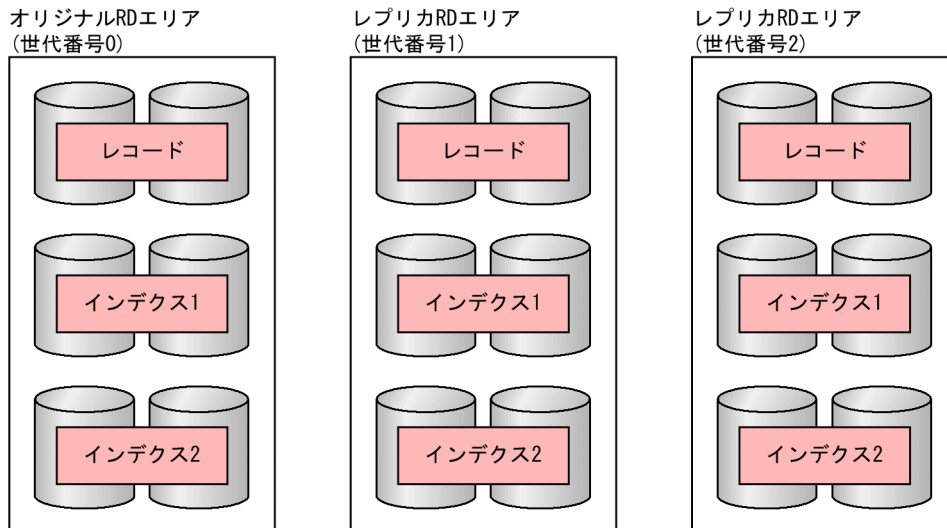 オリジナルRDエリア
(世代番号0)
レコード
インデクス1
インデクス2
レプリカRDエリア
(世代番号1)
レコード
インデクス1
インデクス2
レプリカRDエリア
(世代番号2)
レコード
インデクス1
インデクス2